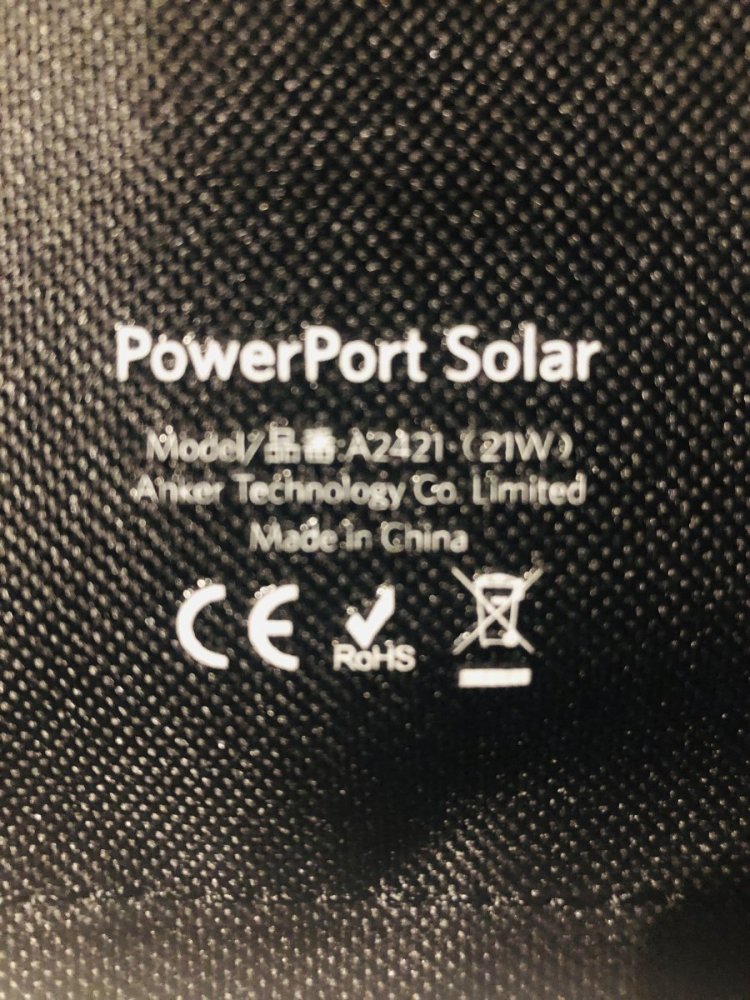 PowerPort Solar
Model/品番:A2421（21W）
Anker Technology Co. Limited
Made in China
CE
RoHS